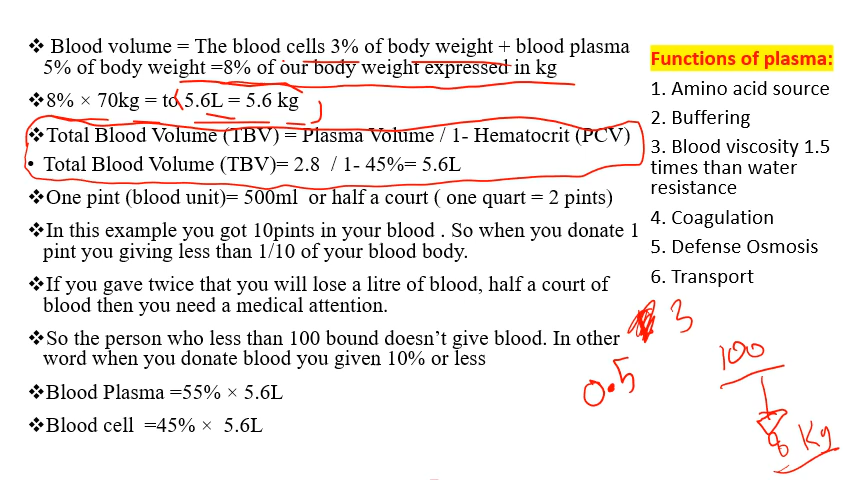 ❖ Blood volume = The blood cells 3% of body weight + blood plasma
5% of body weight =8% of our body weight expressed in kg
❖8% × 70kg = to 5.6L = 5.6 kg
❖Total Blood Volume (TBV) = Plasma Volume / 1- Hematocrit (PCV)
• Total Blood Volume (TBV)= 2.8 / 1- 45%= 5.6L
❖One pint (blood unit)= 500ml or half a court ( one quart = 2 pints)
❖In this example you got 10pints in your blood . So when you donate 1
pint you giving less than 1/10 of your blood body.
❖If you gave twice that you will lose a litre of blood, half a court of
blood then you need a medical attention.
❖So the person who less than 100 bound doesn't give blood. In other
word when you donate blood you given 10% or less
❖Blood Plasma =55% × 5.6L
❖Blood cell =45% × 5.6L
Functions of plasma:
1. Amino acid source
2. Buffering
3. Blood viscosity 1.5
times than water
resistance
4. Coagulation
5. Defense Osmosis
6. Transport
3
0.5
100
8 Kg